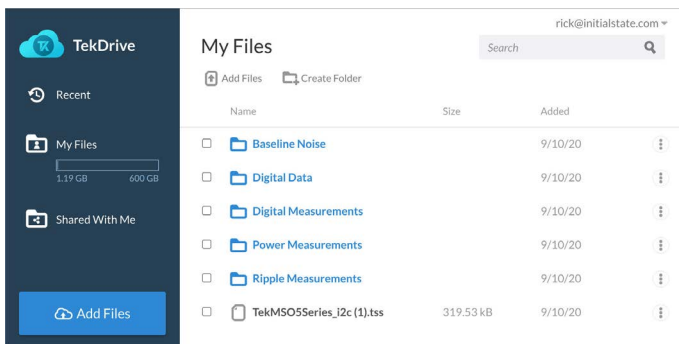 TK TekDrive
Recent
My Files
1.19 GB 600 GB
Shared With Me
Add Files
rick@initialstate.com
My Files
Search
Add Files Create Folder
Name Size Added
Baseline Noise 9/10/20
Digital Data 9/10/20
Digital Measurements 9/10/20
Power Measurements 9/10/20
Ripple Measurements 9/10/20
TekMSO5Series_i2c (1).tss 319.53 kB 9/10/20